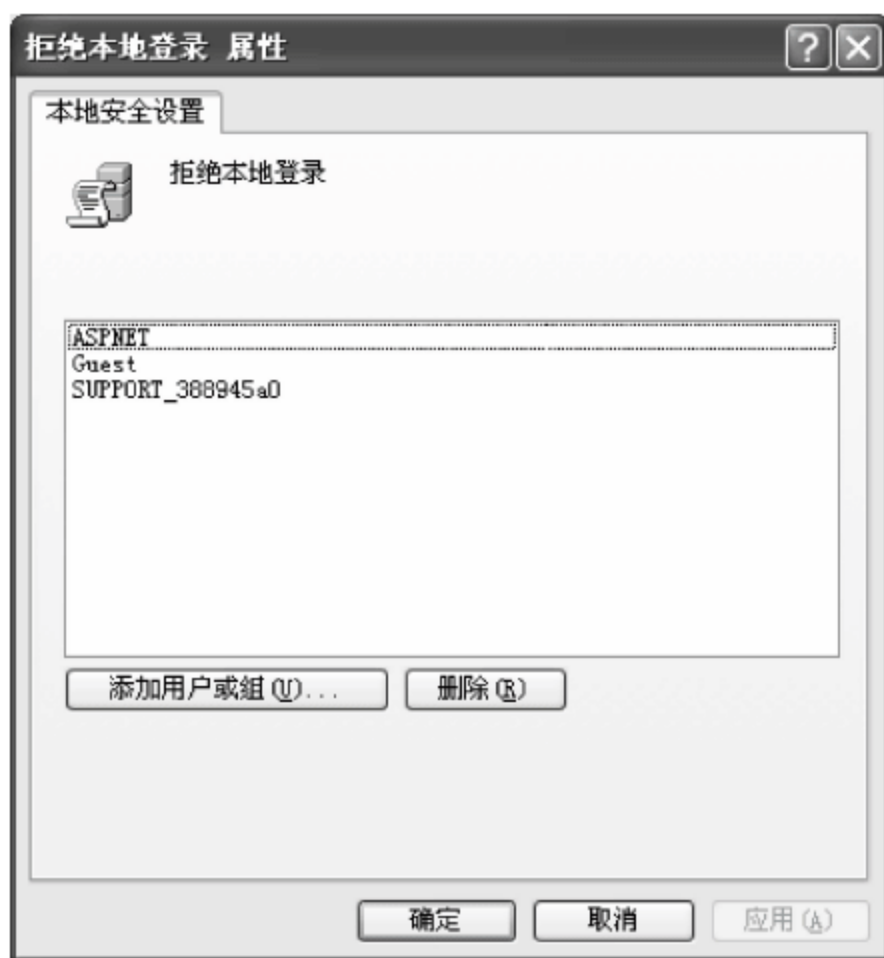 拒绝本地登录 属性
本地安全设置
拒绝本地登录
ASPNET
Guest
SUPPORT_388945a0
添加用户或组(U)... 删除(R)
确定 取消 应用(A)